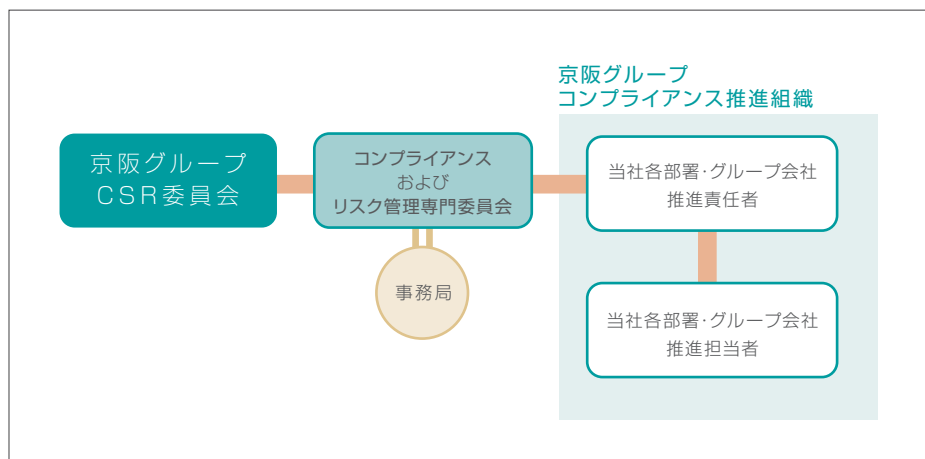 京阪グループ
コンプライアンス推進組織
京阪グループ
CSR委員会
コンプライアンス
および
リスク管理専門委員会
事務局
当社各部署・グループ会社
推進責任者
当社各部署・グループ会社
推進担当者